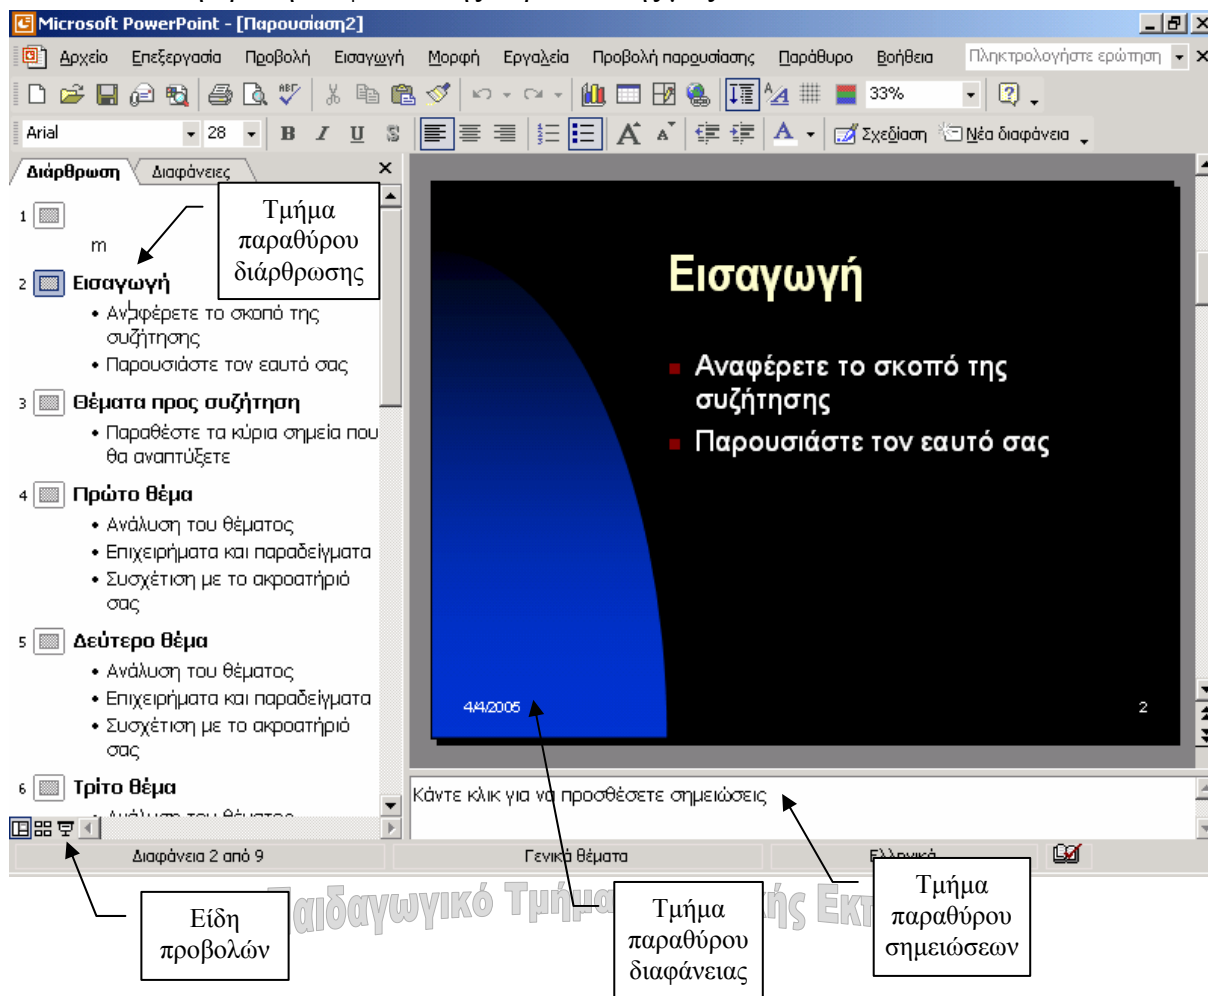 Microsoft PowerPoint - [Παρουσίαση2]
Αρχείο Επεξεργασία Προβολή Εισαγωγή Μορφή Εργαλεία Προβολή παρουσίασης Παράθυρο Βοήθεια Πληκτρολογήστε ερώτηση
33%
Arial 28 B I U S Σχεδίαση Νέα διαφάνεια
Διάρθρωση Διαφάνειες
Τμήμα
παραθύρου
διάρθρωσης
1
m
2 Εισαγωγή
• Αναφέρετε το σκοπό της
συζήτησης
• Παρουσιάστε τον εαυτό σας
3 Θέματα προς συζήτηση
• Παραθέστε τα κύρια σημεία που
θα αναπτύξετε
4 Πρώτο θέμα
• Ανάλυση του θέματος
• Επιχειρήματα και παραδείγματα
• Συσχέτιση με το ακροατήριό
σας
5 Δεύτερο θέμα
• Ανάλυση του θέματος
• Επιχειρήματα και παραδείγματα
• Συσχέτιση με το ακροατήριό
σας
6 Τρίτο θέμα
Εισαγωγή
Αναφέρετε το σκοπό της
συζήτησης
Παρουσιάστε τον εαυτό σας
4/4/2005 2
Κάντε κλικ για να προσθέσετε σημειώσεις
Διαφάνεια 2 από 9 Γενικά θέματα Ελληνικά
Είδη
προβολών
Τμήμα
παραθύρου
διαφάνειας
Τμήμα
παραθύρου
σημειώσεων